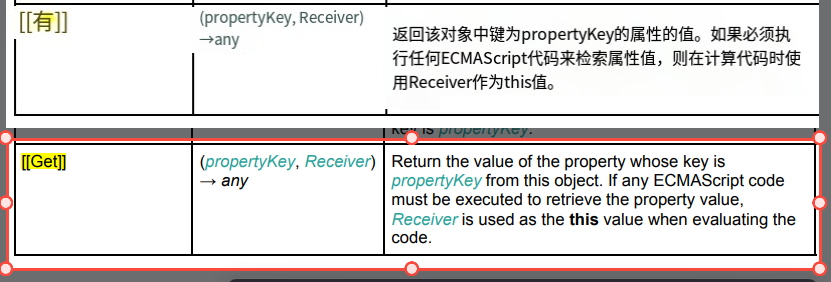 [[有]]
(propertyKey, Receiver)
→any
返回该对象中键为propertyKey的属性的值。如果必须执
行任何ECMAScript代码来检索属性值，则在计算代码时使
用Receiver作为this值。
key is propertyKey.
[[Get]]
(propertyKey, Receiver)
→ any
Return the value of the property whose key is
propertyKey from this object. If any ECMAScript code
must be executed to retrieve the property value,
Receiver is used as the this value when evaluating the
code.